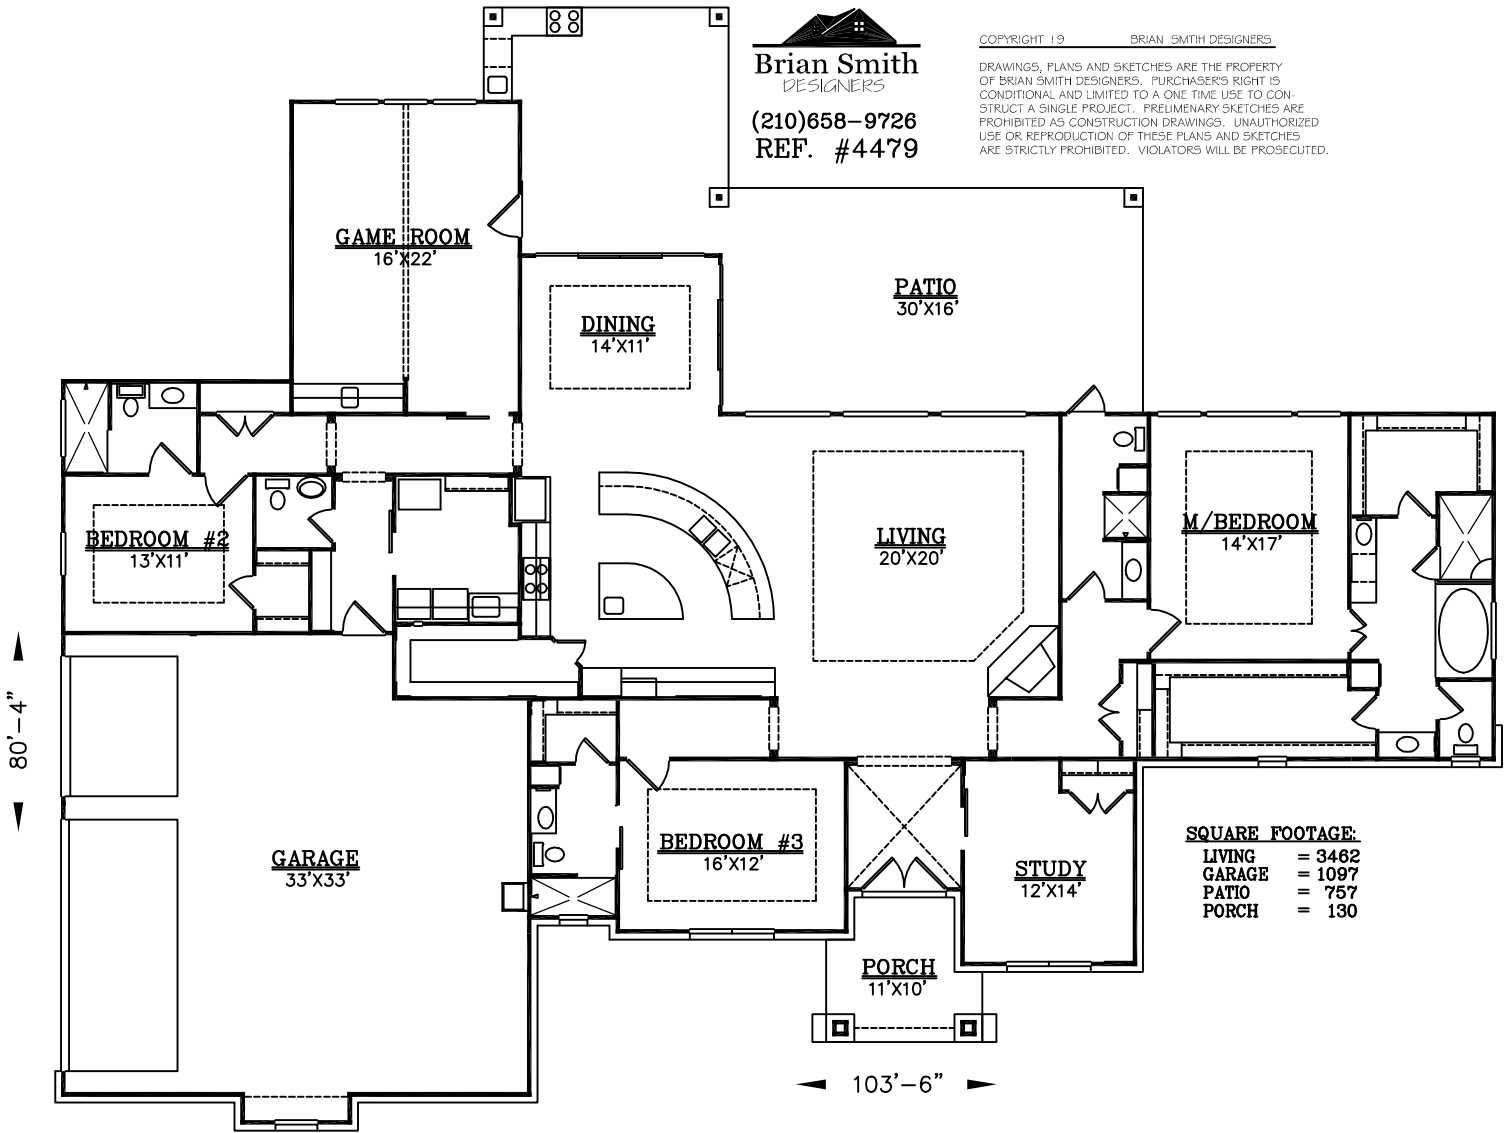 Brian Smith
DESIGNERS
(210)658-9726
REF. #4479
COPYRIGHT 19 BRIAN SMTIH DESIGNERS
DRAWINGS, PLANS AND SKETCHES ARE THE PROPERTY
OF BRIAN SMITH DESIGNERS. PURCHASER'S RIGHT IS
CONDITIONAL AND LIMITED TO A ONE TIME USE TO CON-
STRUCT A SINGLE PROJECT. PRELIMENARY SKETCHES ARE
PROHIBITED AS CONSTRUCTION DRAWINGS. UNAUTHORIZED
USE OR REPRODUCTION OF THESE PLANS AND SKETCHES
ARE STRICTLY PROHIBITED. VIOLATORS WILL BE PROSECUTED.
GAME ROOM
16'X22'
PATIO
30'X16'
DINING
14'X11'
BEDROOM #2
13'X11'
LIVING
20'X20'
M/BEDROOM
14'X17'
80'-4"
GARAGE
33'X33'
BEDROOM #3
16'X12'
STUDY
12'X14'
PORCH
11'X10'
SQUARE FOOTAGE:
LIVING = 3462
GARAGE = 1097
PATIO = 757
PORCH = 130
103'-6"